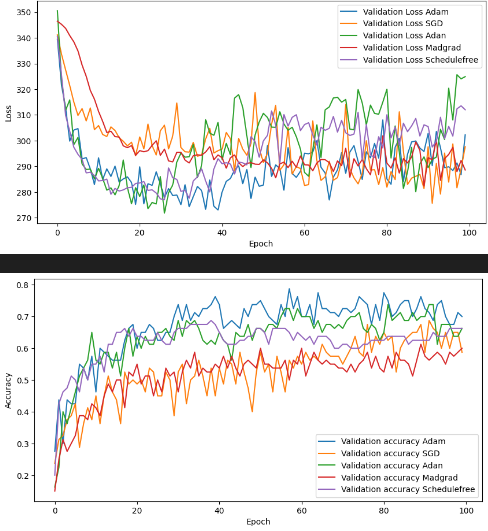 350
340
330
320
310
300
290
280
270
Loss
0
20
40
60
80
100
Epoch
Validation Loss Adam
Validation Loss SGD
Validation Loss Adan
Validation Loss Madgrad
Validation Loss Schedulefree
0.8
0.7
0.6
0.5
0.4
0.3
0.2
Accuracy
0
20
40
60
80
100
Epoch
Validation accuracy Adam
Validation accuracy SGD
Validation accuracy Adan
Validation accuracy Madgrad
Validation accuracy Schedulefree